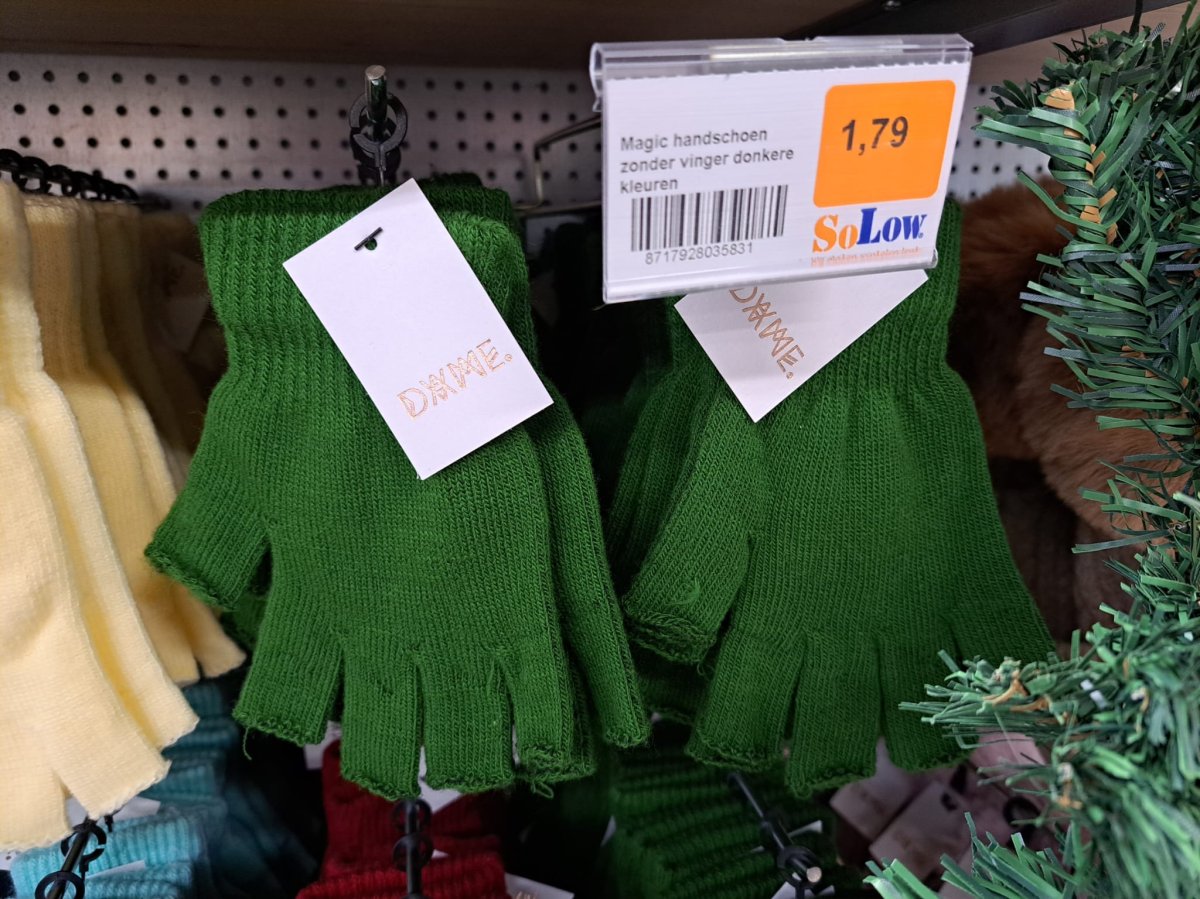 Magic handschoen
zonder vinger donkere
kleuren
1,79
8717928035831
SoLow.
DAME.
DAME.